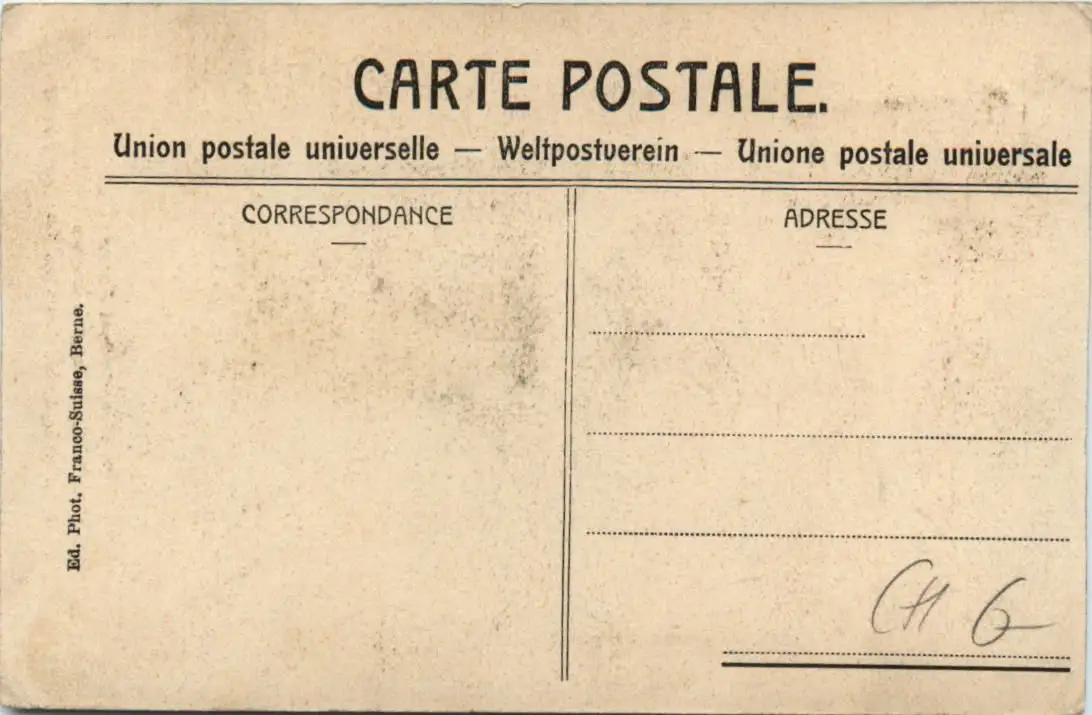 CARTE POSTALE.
Union postale universelle — Weltpostverein — Unione postale universale
CORRESPONDANCE
ADRESSE
Ed. Phot. Franco-Suisse, Berne.
CH 6